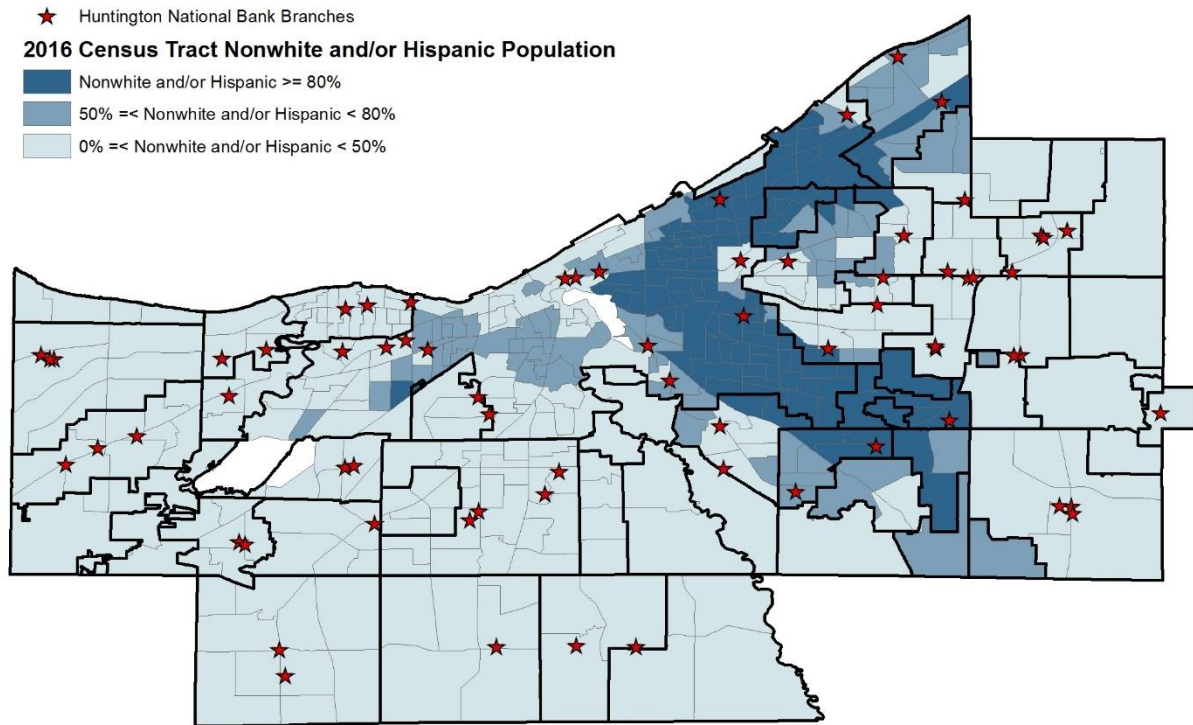 Huntington National Bank Branches
2016 Census Tract Nonwhite and/or Hispanic Population
Nonwhite and/or Hispanic >= 80%
50% =< Nonwhite and/or Hispanic < 80%
0% =< Nonwhite and/or Hispanic < 50%